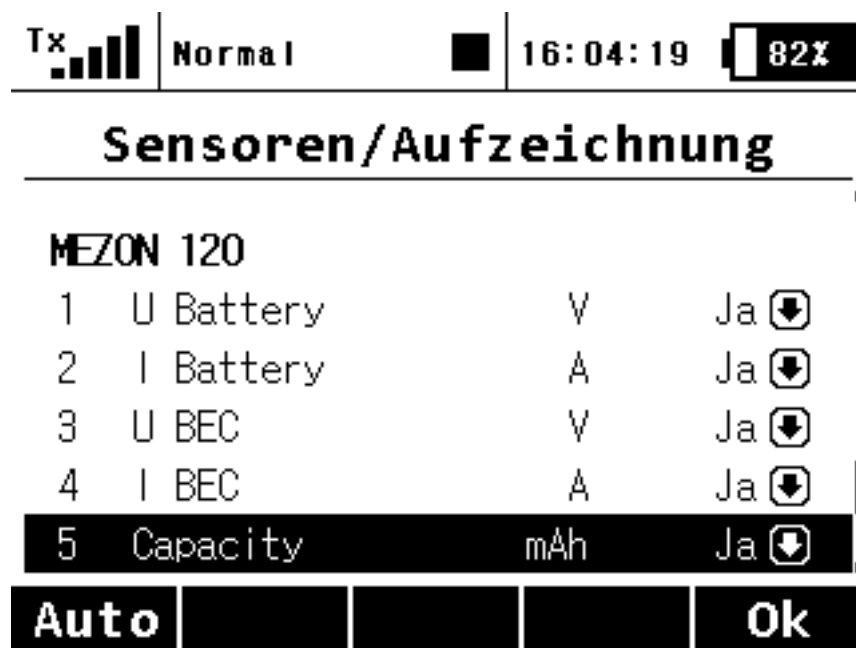 Tx Normal 16:04:19 82%
Sensoren/Aufzeichnung
MEZON 120
1 U Battery V Ja
2 I Battery A Ja
3 U BEC V Ja
4 I BEC A Ja
5 Capacity mAh Ja
Auto Ok